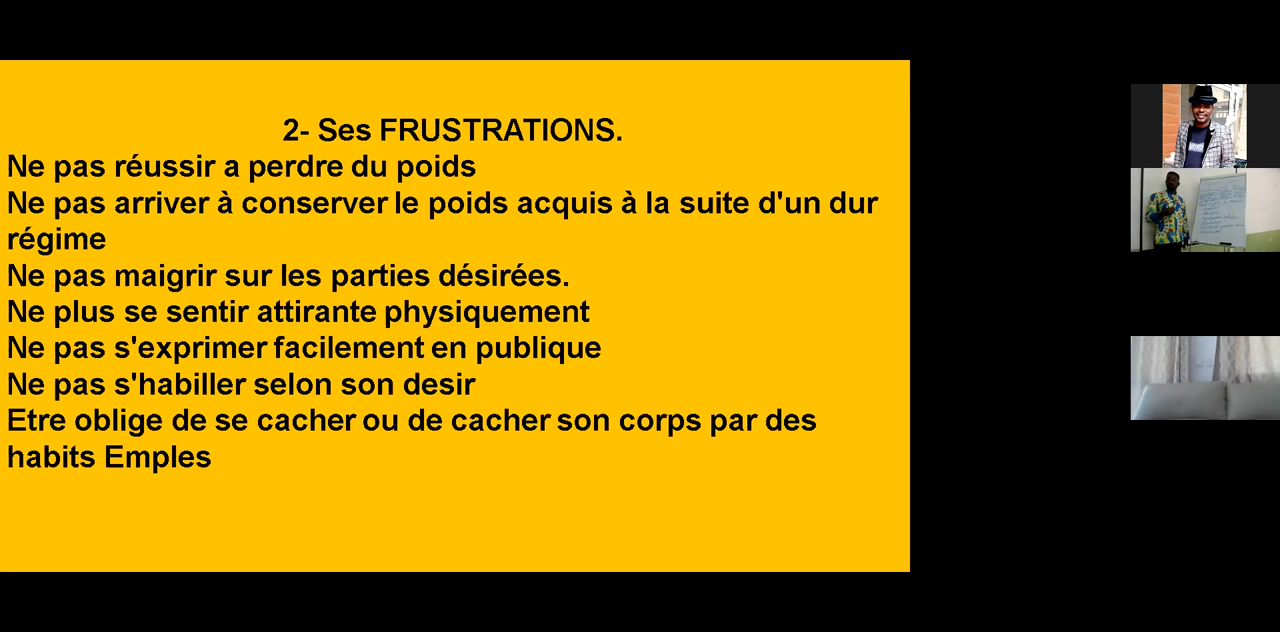 2- Ses FRUSTRATIONS.
Ne pas réussir a perdre du poids
Ne pas arriver à conserver le poids acquis à la suite d'un dur
régime
Ne pas maigrir sur les parties désirées.
Ne plus se sentir attirante physiquement
Ne pas s'exprimer facilement en publique
Ne pas s'habiller selon son desir
Etre oblige de se cacher ou de cacher son corps par des
habits Emples